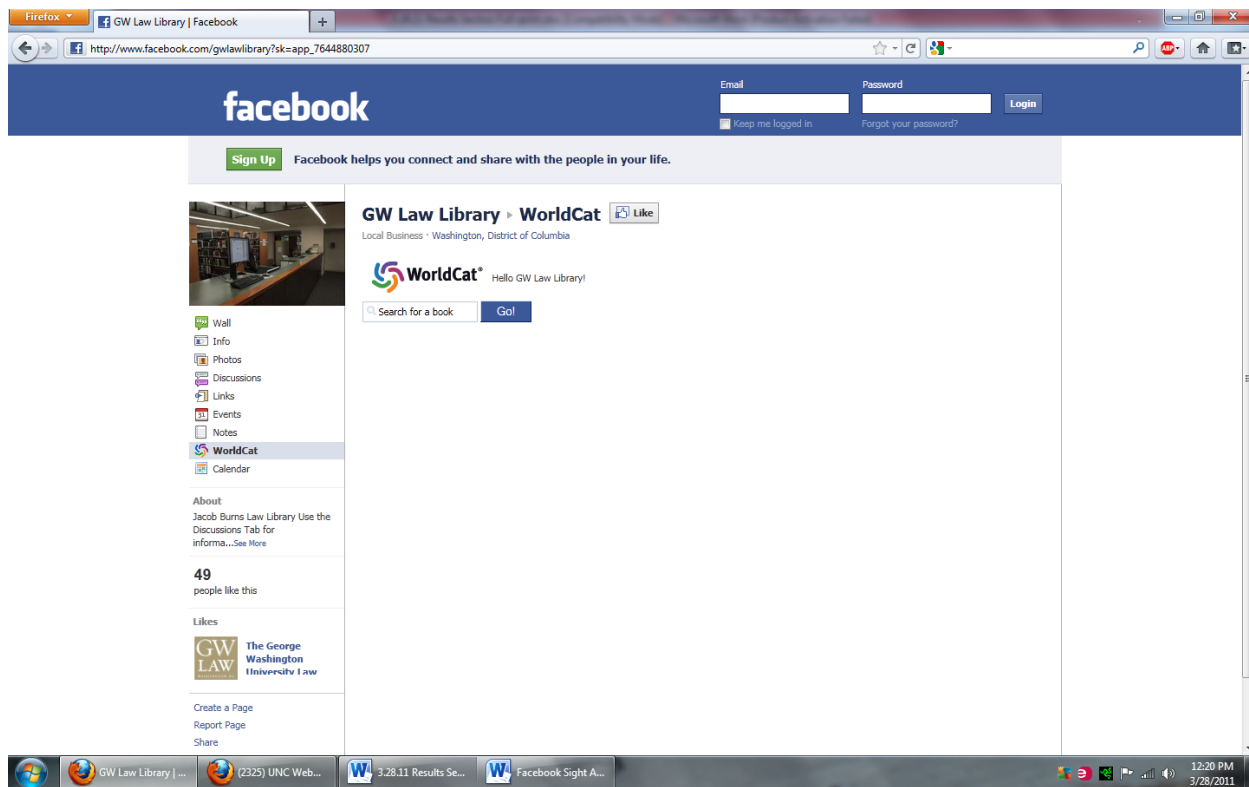 Firefox
GW Law Library | Facebook
http://www.facebook.com/gwlawlibrary?sk=app_7644880307
ABP
facebook
Email
Password
Login
Keep me logged in
Forgot your password?
Sign Up
Facebook helps you connect and share with the people in your life.
GW Law Library ▸ WorldCat
Like
Local Business · Washington, District of Columbia
WorldCat®
Hello GW Law Library!
Search for a book
Go!
Wall
Info
Photos
Discussions
Links
31
Events
Notes
WorldCat
Calendar
About
Jacob Burns Law Library Use the
Discussions Tab for
informa...See More
49
people like this
Likes
GW
LAW
The George
Washington
University Law
Create a Page
Report Page
Share
GW Law Library | ...
(2325) UNC Web...
3.28.11 Results Se...
Facebook Sight A...
12:20 PM
3/28/2011